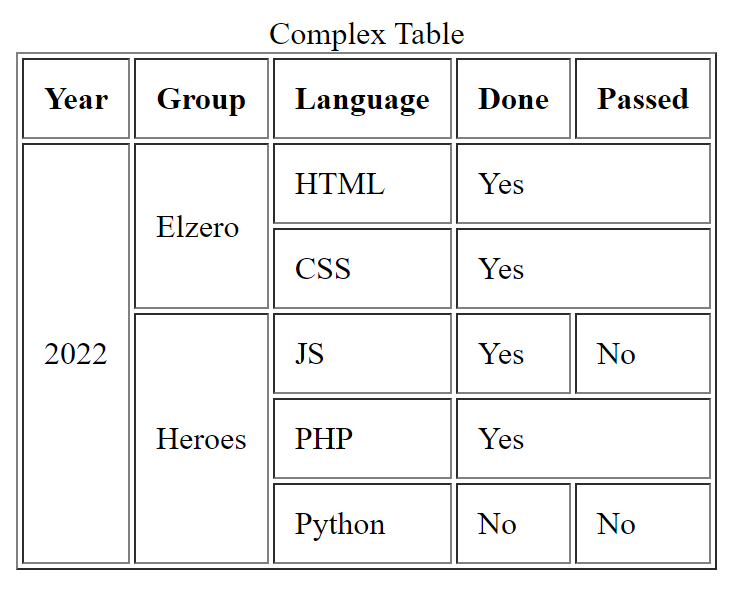 Complex Table
Year Group Language Done Passed
2022 Elzero HTML Yes
CSS Yes
Heroes JS Yes No
PHP Yes
Python No No